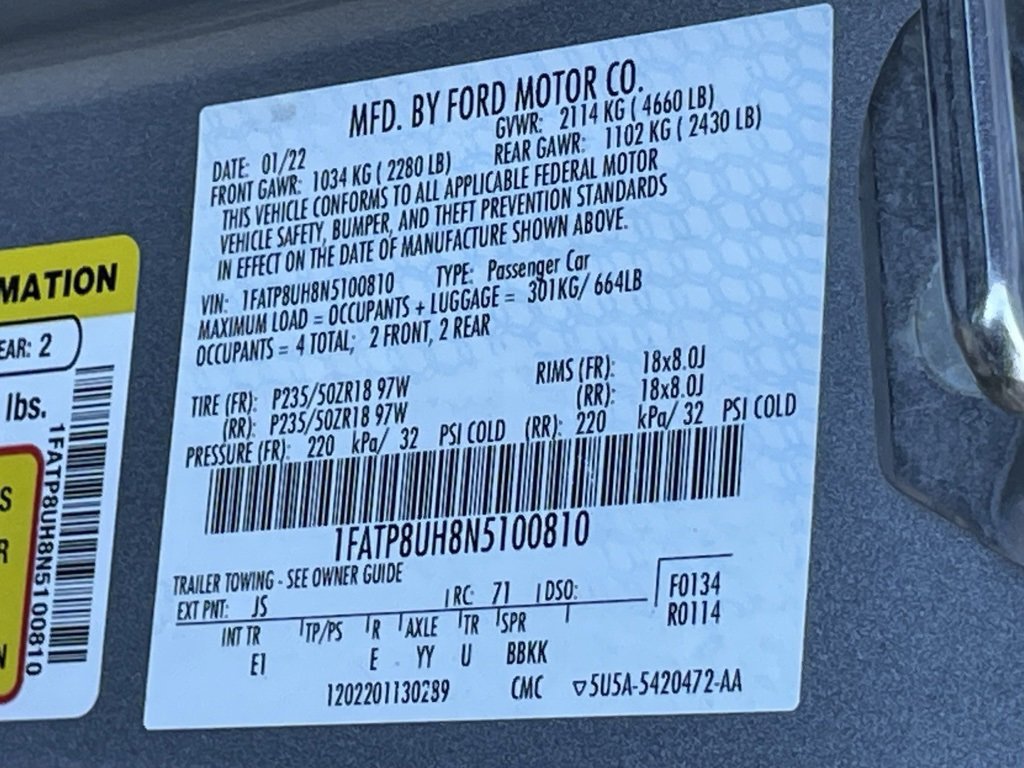 MFD. BY FORD MOTOR CO.
DATE: 01/22 GVWR: 2114 KG ( 4660 LB)
FRONT GAWR: 1034 KG ( 2280 LB) REAR GAWR: 1102 KG ( 2430 LB)
THIS VEHICLE CONFORMS TO ALL APPLICABLE FEDERAL MOTOR
VEHICLE SAFETY, BUMPER, AND THEFT PREVENTION STANDARDS
IN EFFECT ON THE DATE OF MANUFACTURE SHOWN ABOVE.
VIN: 1FATP8UH8N5100810 TYPE: Passenger Car
MAXIMUM LOAD = OCCUPANTS + LUGGAGE = 301KG/ 664LB
OCCUPANTS = 4 TOTAL; 2 FRONT, 2 REAR
TIRE (FR): P235/50ZR18 97W RIMS (FR): 18x8.0J
(RR): P235/50ZR18 97W (RR): 18x8.0J
PRESSURE (FR): 220 kPa/ 32 PSI COLD (RR): 220 kPa/ 32 PSI COLD
1FATP8UH8N5100810
TRAILER TOWING - SEE OWNER GUIDE
EXT PNT: JS RC: 71 DSO: F0134
R0114
INT TR TP/PS R AXLE TR SPR
E1 E YY U BBKK
1202201130289 CMC ▽5U5A-5420472-AA
MATION
EAR: 2
lbs.
1FATP8UH8N5100810
S
R
N